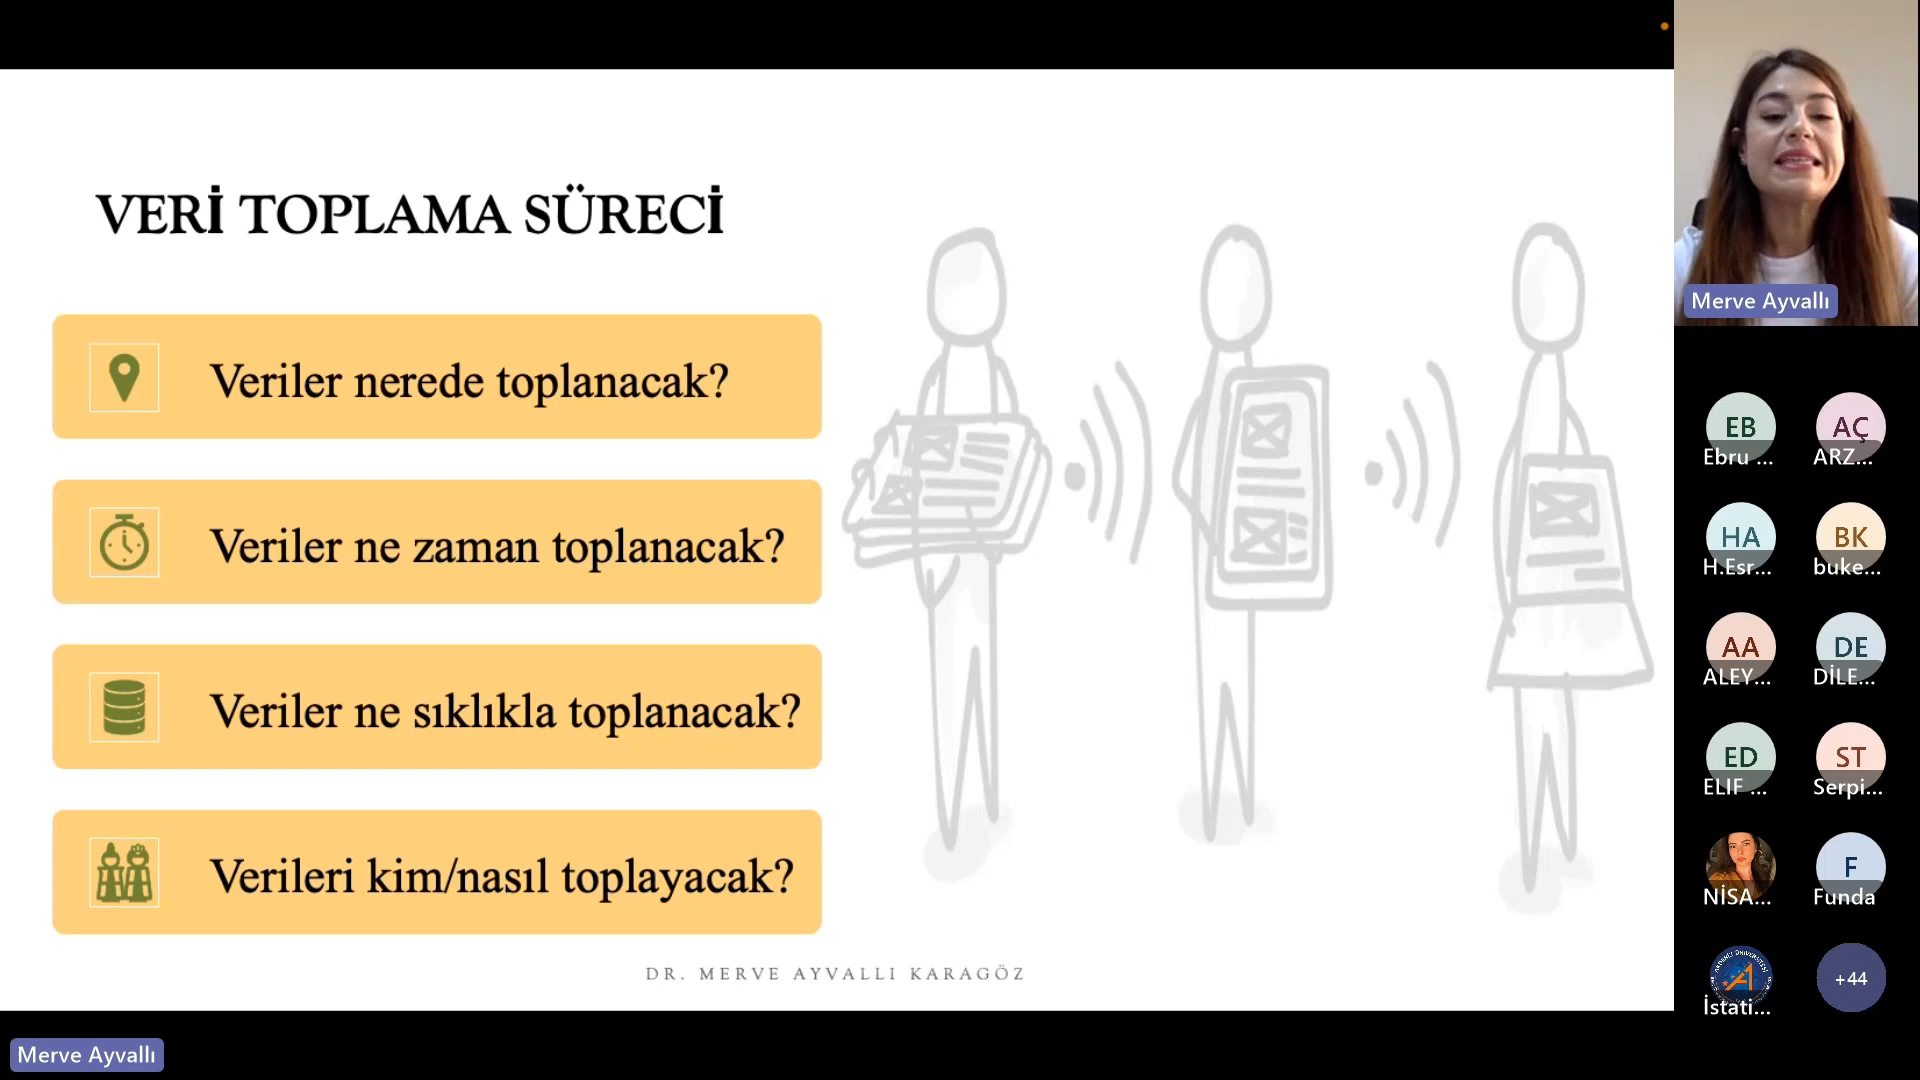 VERİ TOPLAMA SÜRECİ
Veriler nerede toplanacak?
Veriler ne zaman toplanacak?
Veriler ne sıklıkla toplanacak?
Verileri kim/nasıl toplayacak?
DR. MERVE AYVALLI KARAGÖZ
Merve Ayvallı
Merve Ayvallı
EB
Ebru ...
AÇ
ARZ...
HA
H.Esr...
BK
buke...
AA
ALEY...
DE
DİLE...
ED
ELIF ...
ST
Serpi...
NİSA...
F
Funda
İstati...
+44